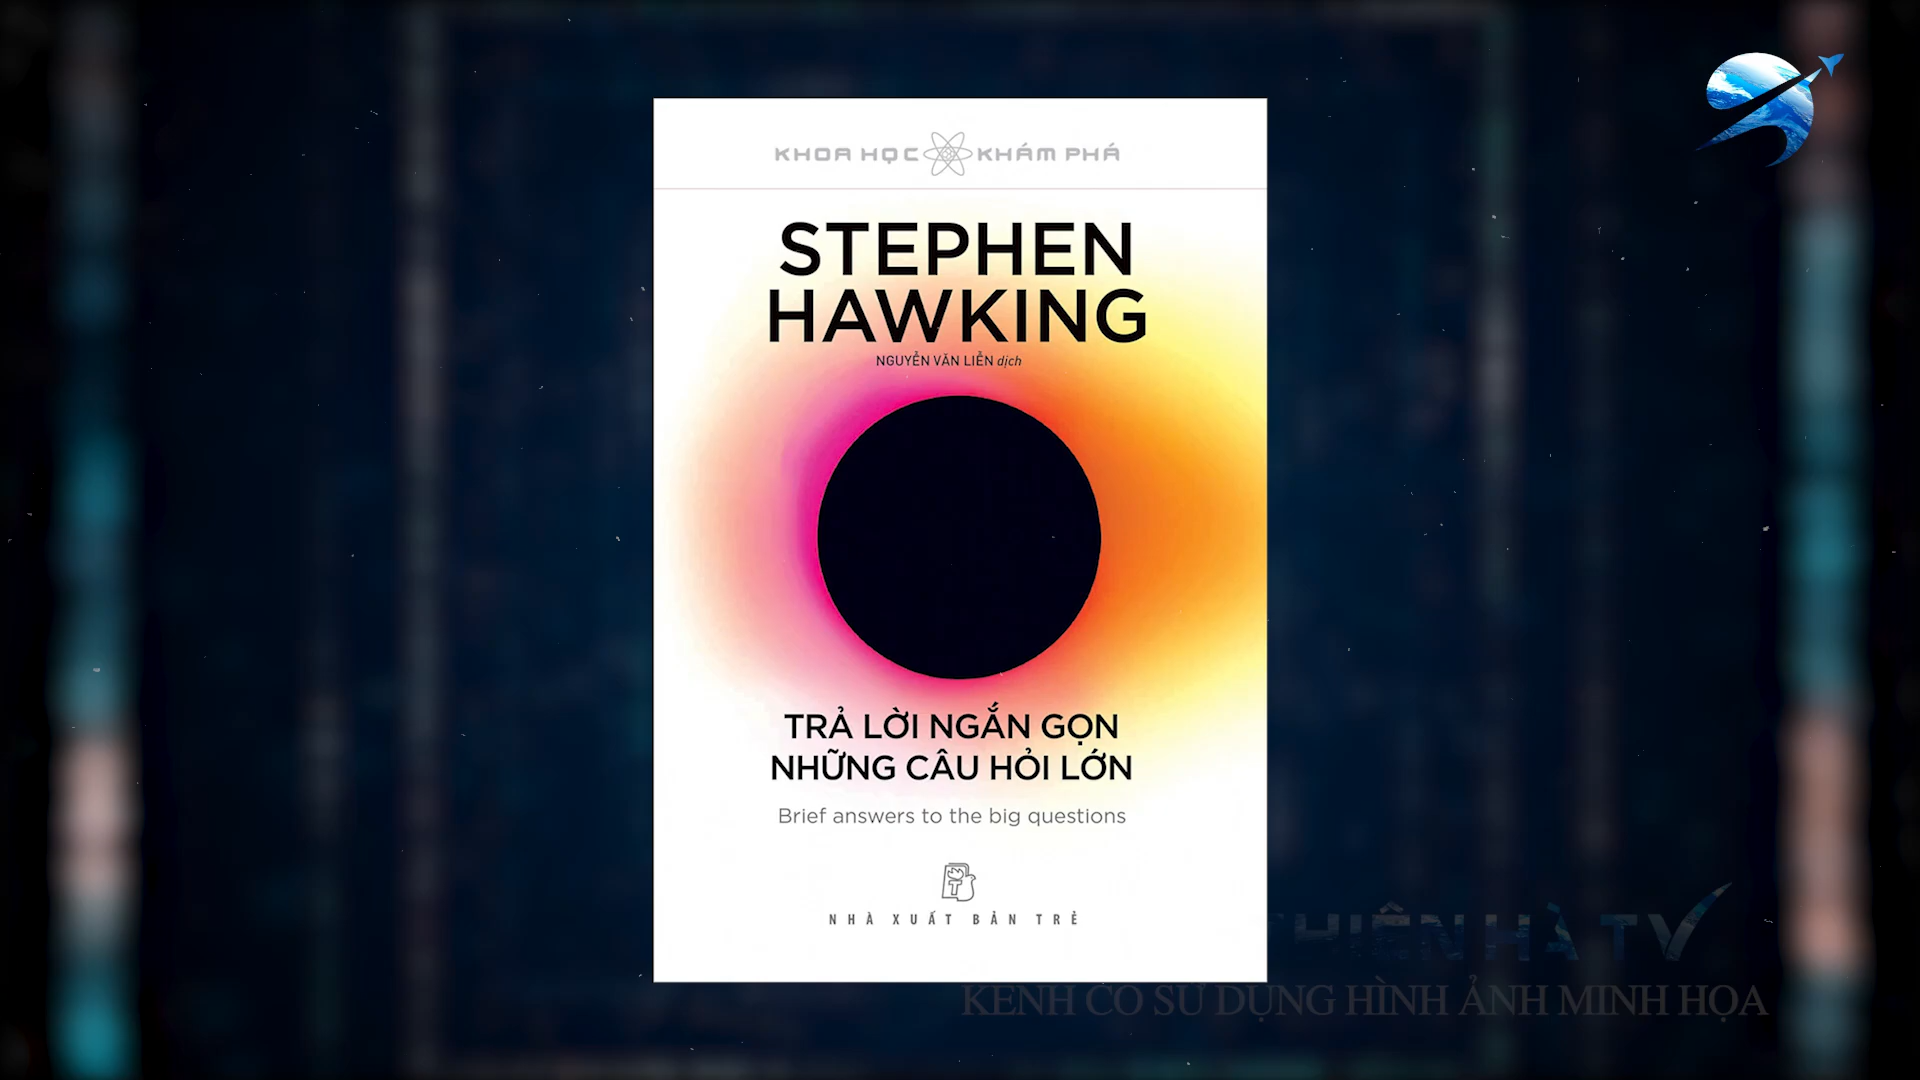 KHOA HỌC KHÁM PHÁ
STEPHEN
HAWKING
NGUYỄN VĂN LIỄN dịch
TRẢ LỜI NGẮN GỌN
NHỮNG CÂU HỎI LỚN
Brief answers to the big questions
NHÀ XUẤT BẢN TRẺ
THIÊN HÀ TV
KÊNH CÓ SỬ DỤNG HÌNH ẢNH MINH HỌA